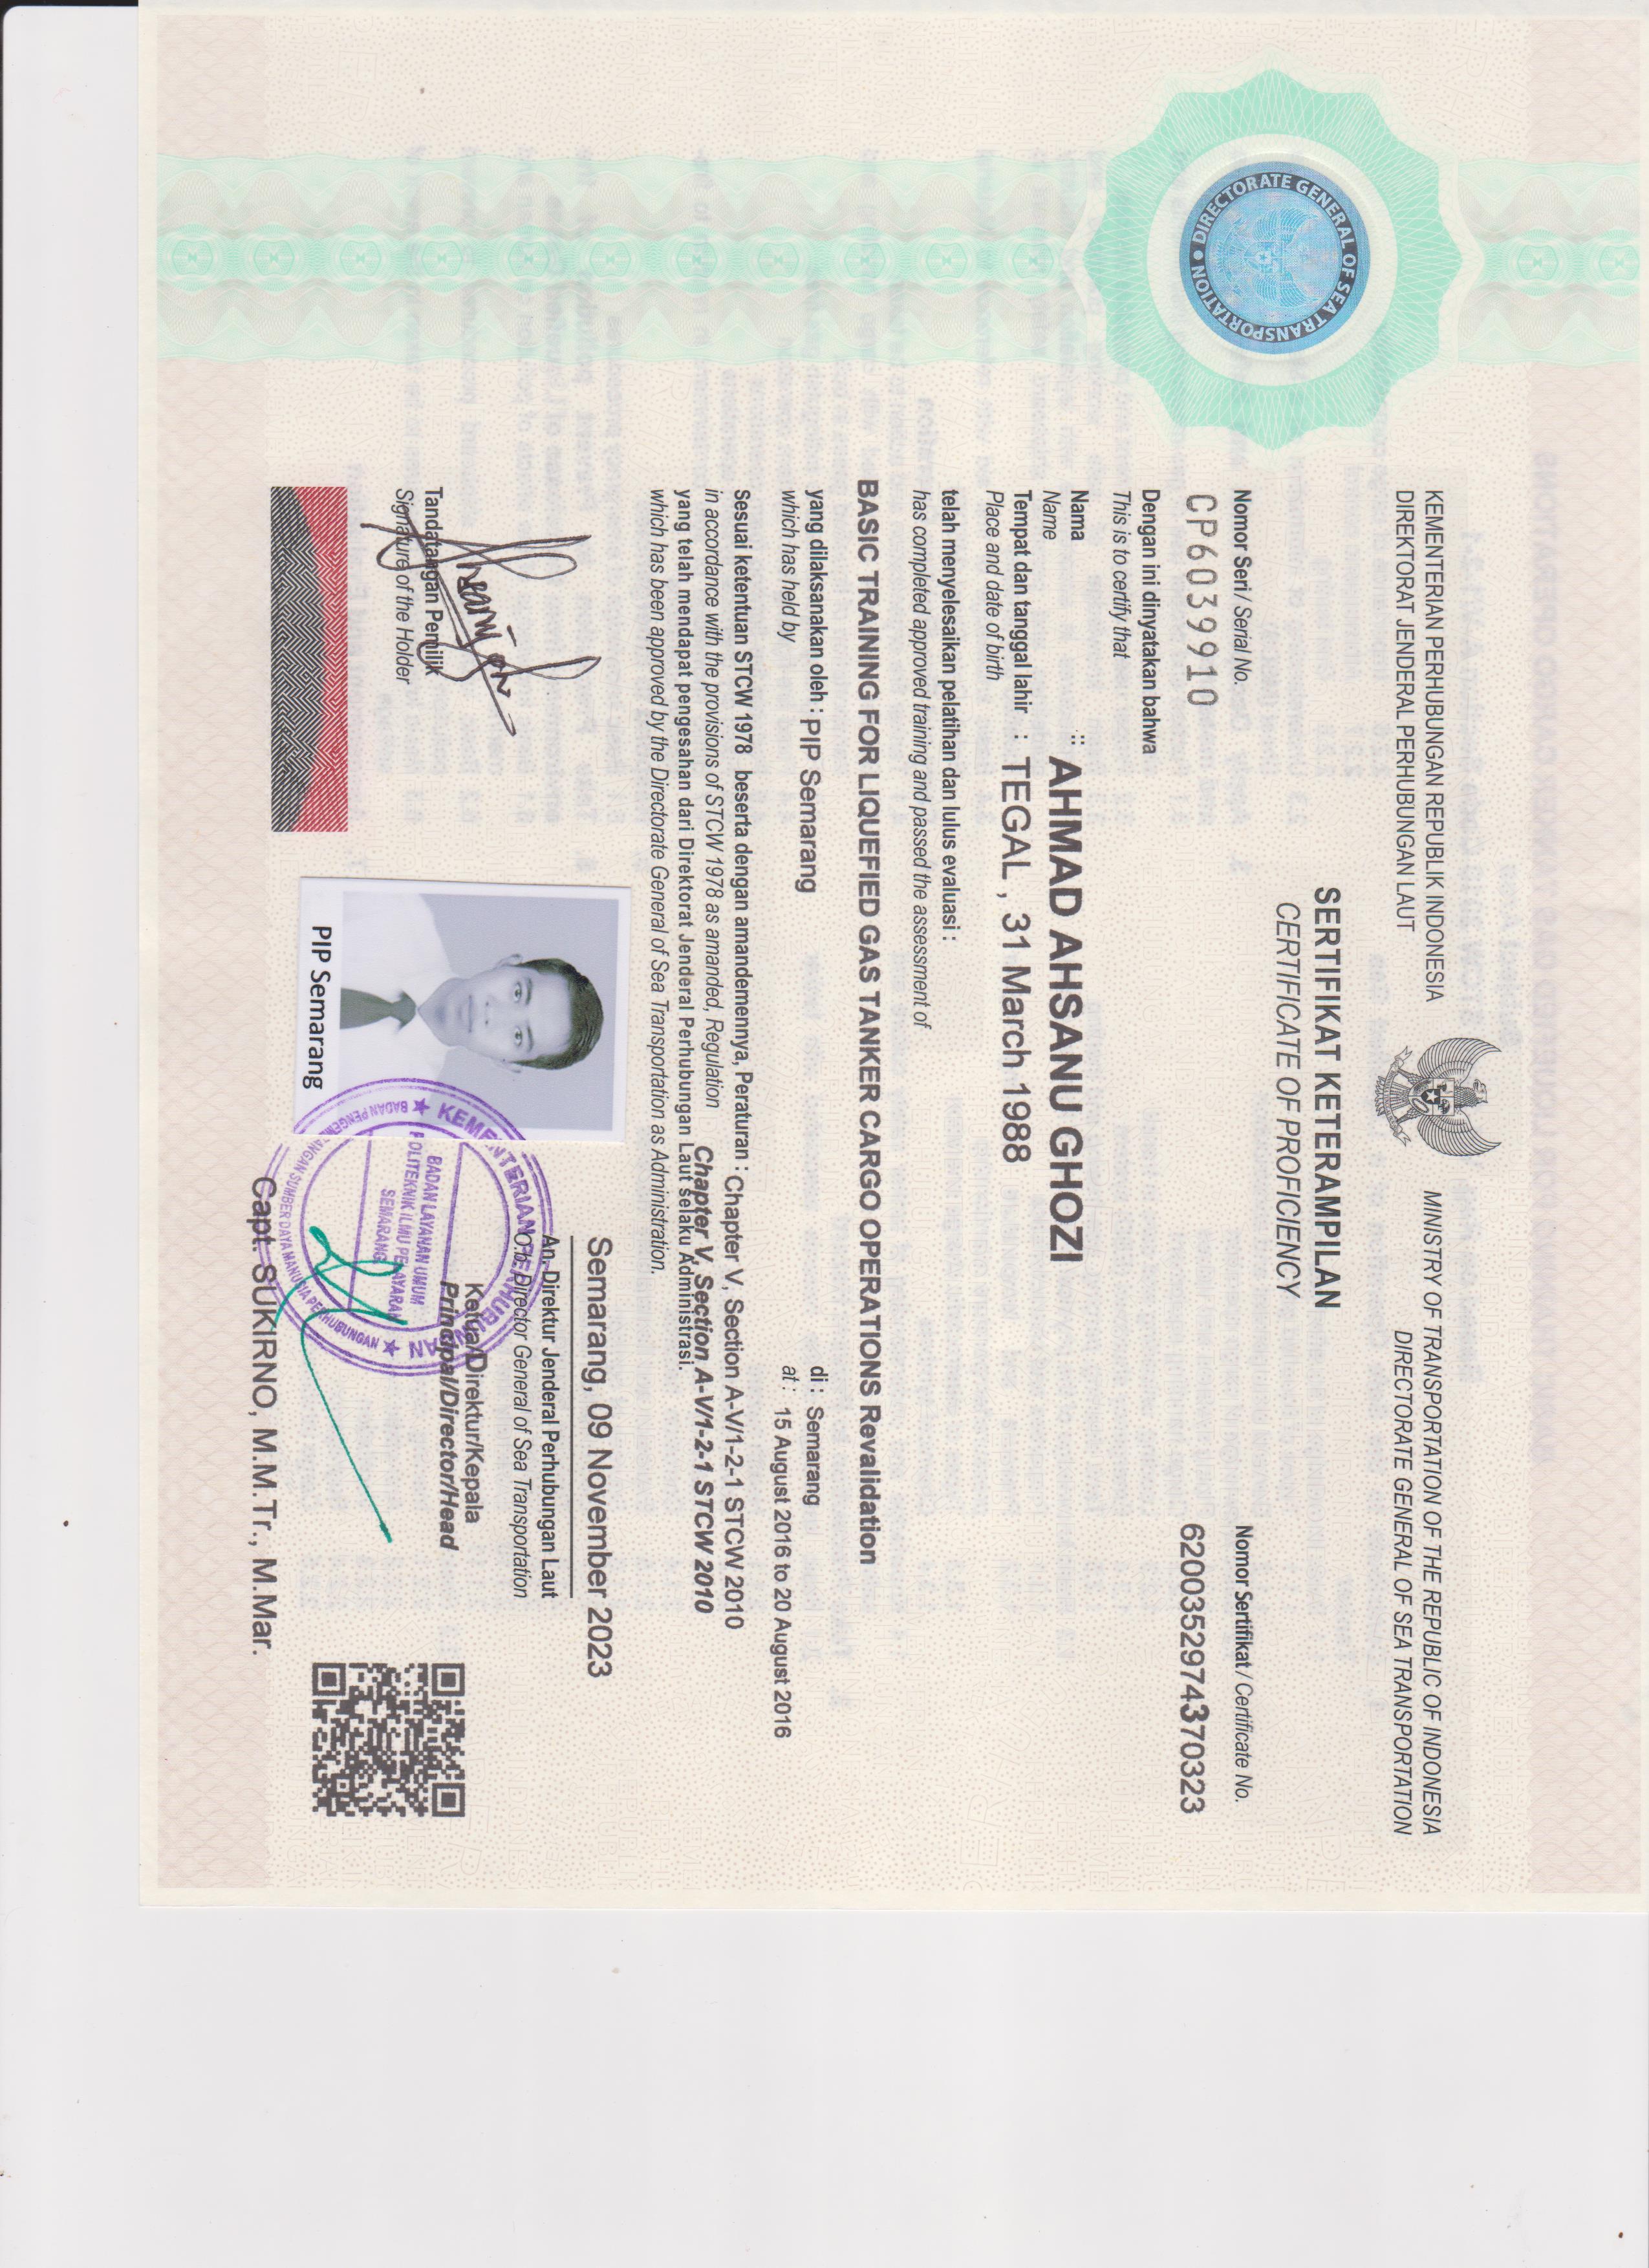 KEMENTERIAN PERHUBUNGAN REPUBLIK INDONESIA
DIREKTORAT JENDERAL PERHUBUNGAN LAUT
MINISTRY OF TRANSPORTATION OF THE REPUBLIC OF INDONESIA
DIRECTORATE GENERAL OF SEA TRANSPORTATION
DIRECTORATE GENERAL OF SEA TRANSPORTATION
SERTIFIKAT KETERAMPILAN
CERTIFICATE OF PROFICIENCY
Nomor Seri / Serial No.
CP6039910
Nomor Sertifikat / Certificate No.
6200352974370323
Dengan ini dinyatakan bahwa
This is to certify that
Nama :: AHMAD AHSANU GHOZI
Name
Tempat dan tanggal lahir : TEGAL , 31 March 1988
Place and date of birth
telah menyelesaikan pelatihan dan lulus evaluasi :
has completed approved training and passed the assessment of
BASIC TRAINING FOR LIQUEFIED GAS TANKER CARGO OPERATIONS Revalidation
yang dilaksanakan oleh : PIP Semarang
which has held by
di : Semarang
at : 15 August 2016 to 20 August 2016
Sesuai ketentuan STCW 1978 beserta dengan amandemennya, Peraturan : Chapter V, Section A-V/1-2-1 STCW 2010
in accordance with the provisions of STCW 1978 as amanded, Regulation Chapter V, Section A-V/1-2-1 STCW 2010
yang telah mendapat pengesahan dari Direktorat Jenderal Perhubungan Laut selaku Administrasi.
which has been approved by the Directorate General of Sea Transportation as Administration.
Semarang, 09 November 2023
An. Direktur Jenderal Perhubungan Laut
O.b. Director General of Sea Transportation
Ketua/Direktur/Kepala
Principal/Director/Head
KEMENTERIAN PERHUBUNGAN
BADAN LAYANAN UMUM
POLITEKNIK ILMU PELAYARAN
SEMARANG
BADAN PENGEMBANGAN SUMBER DAYA MANUSIA PERHUBUNGAN
Tandatangan Pemilik
Signature of the Holder
PIP Semarang
Capt. SUKIRNO, M.M.Tr., M.Mar.